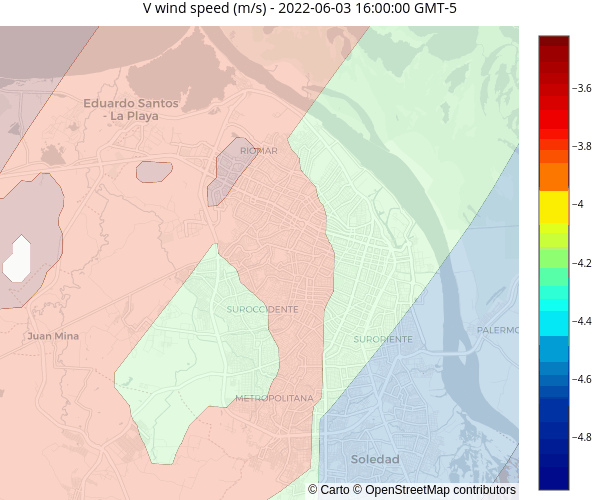 V wind speed (m/s) - 2022-06-03 16:00:00 GMT-5
Eduardo Santos
- La Playa
RIOMAR
SUROCCIDENTE
Juan Mina
SURORIENTE
PALERMO
METROPOLITANA
Soledad
© Carto © OpenStreetMap contributors
−3.6
−3.8
−4
−4.2
−4.4
−4.6
−4.8